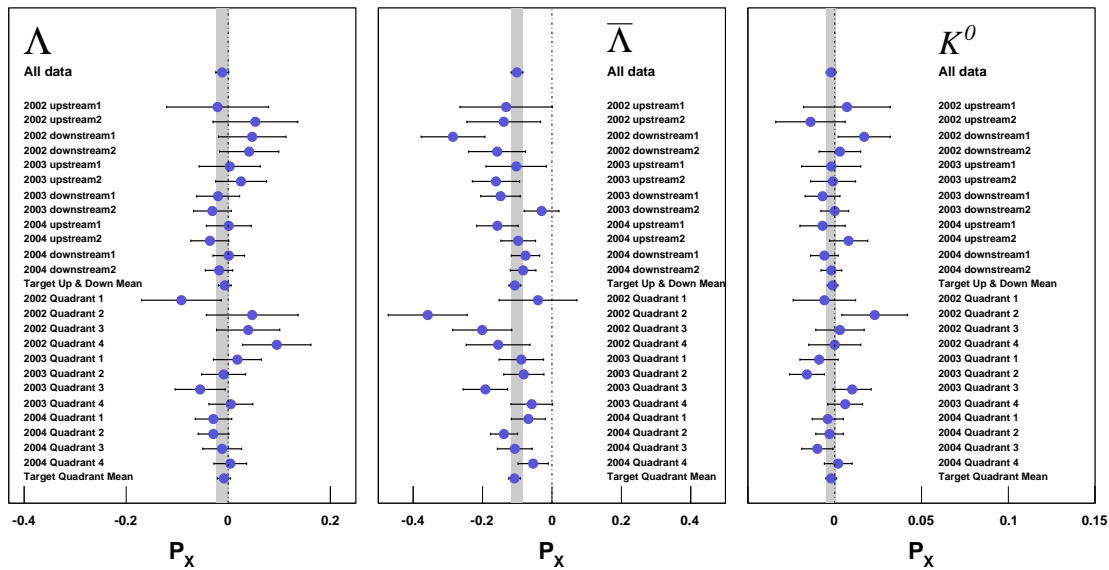 Λ
All data
2002 upstream1
2002 upstream2
2002 downstream1
2002 downstream2
2003 upstream1
2003 upstream2
2003 downstream1
2003 downstream2
2004 upstream1
2004 upstream2
2004 downstream1
2004 downstream2
Target Up & Down Mean
2002 Quadrant 1
2002 Quadrant 2
2002 Quadrant 3
2002 Quadrant 4
2003 Quadrant 1
2003 Quadrant 2
2003 Quadrant 3
2003 Quadrant 4
2004 Quadrant 1
2004 Quadrant 2
2004 Quadrant 3
2004 Quadrant 4
Target Quadrant Mean
-0.4 -0.2 0 0.2
P_X
Λ̅
All data
2002 upstream1
2002 upstream2
2002 downstream1
2002 downstream2
2003 upstream1
2003 upstream2
2003 downstream1
2003 downstream2
2004 upstream1
2004 upstream2
2004 downstream1
2004 downstream2
Target Up & Down Mean
2002 Quadrant 1
2002 Quadrant 2
2002 Quadrant 3
2002 Quadrant 4
2003 Quadrant 1
2003 Quadrant 2
2003 Quadrant 3
2003 Quadrant 4
2004 Quadrant 1
2004 Quadrant 2
2004 Quadrant 3
2004 Quadrant 4
Target Quadrant Mean
-0.4 -0.2 0 0.2 0.4
P_X
K⁰
All data
2002 upstream1
2002 upstream2
2002 downstream1
2002 downstream2
2003 upstream1
2003 upstream2
2003 downstream1
2003 downstream2
2004 upstream1
2004 upstream2
2004 downstream1
2004 downstream2
Target Up & Down Mean
2002 Quadrant 1
2002 Quadrant 2
2002 Quadrant 3
2002 Quadrant 4
2003 Quadrant 1
2003 Quadrant 2
2003 Quadrant 3
2003 Quadrant 4
2004 Quadrant 1
2004 Quadrant 2
2004 Quadrant 3
2004 Quadrant 4
Target Quadrant Mean
0 0.05 0.1 0.15
P_X